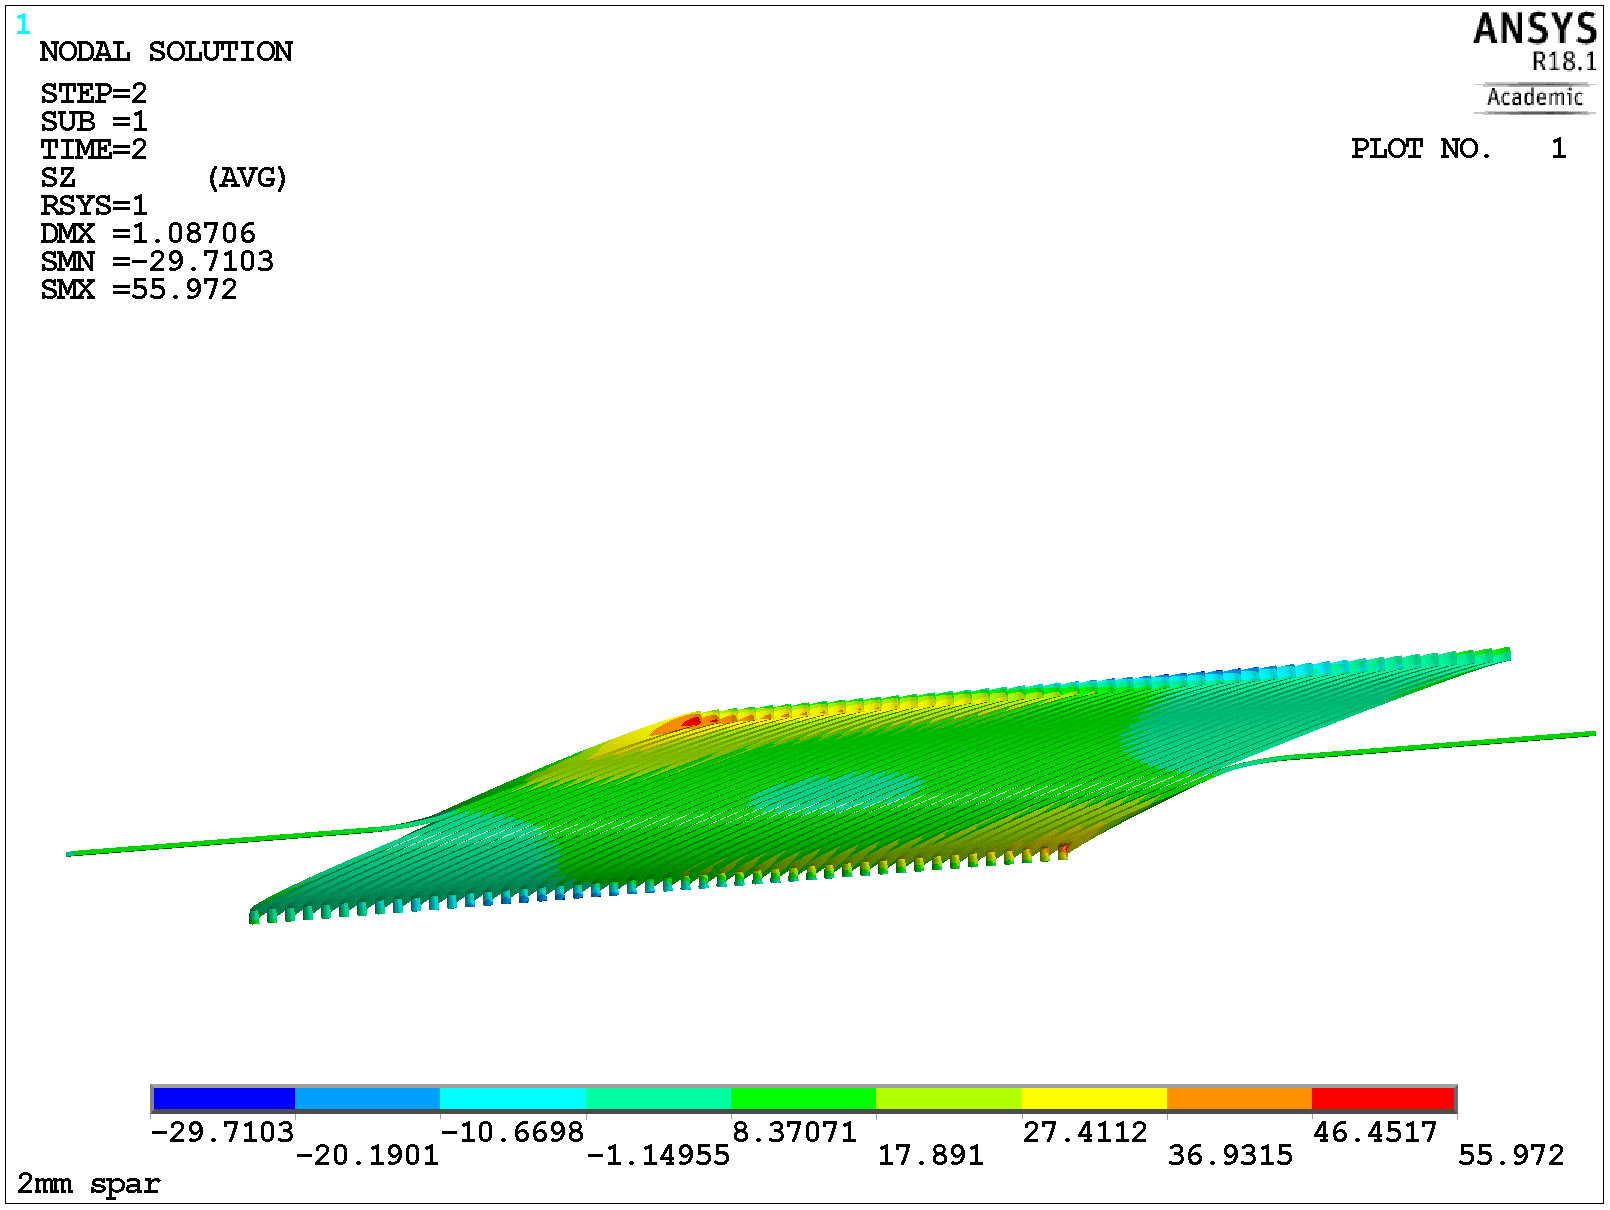 1
NODAL SOLUTION
STEP=2
SUB =1
TIME=2
SZ (AVG)
RSYS=1
DMX =1.08706
SMN =-29.7103
SMX =55.972
ANSYS
R18.1
Academic
PLOT NO. 1
-29.7103 -10.6698 8.37071 27.4112 46.4517
-20.1901 -1.14955 17.891 36.9315 55.972
2mm spar